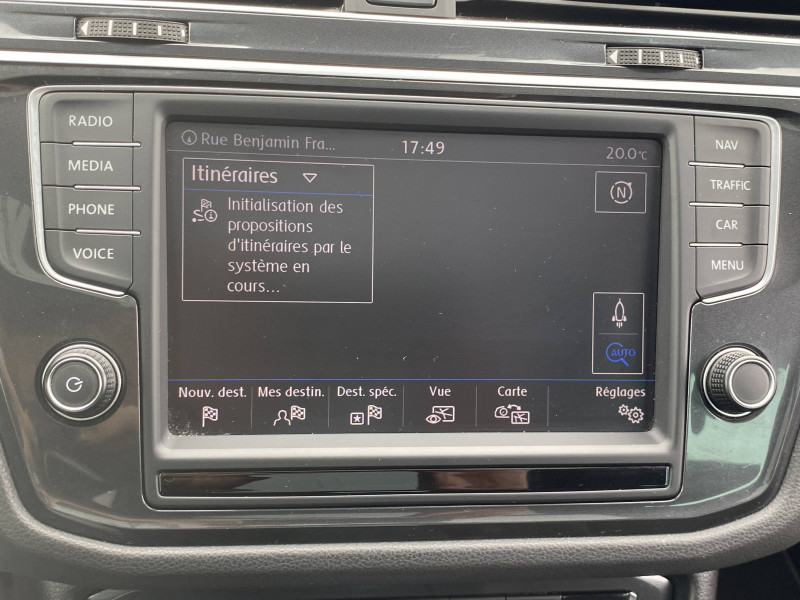 RADIO
MEDIA
PHONE
VOICE
Rue Benjamin Fra...
17:49
20.0°C
Itinéraires
Initialisation des
propositions
d'itinéraires par le
système en
cours...
N
AUTO
Nouv. dest. Mes destin. Dest. spéc. Vue Carte Réglages
NAV
TRAFFIC
CAR
MENU